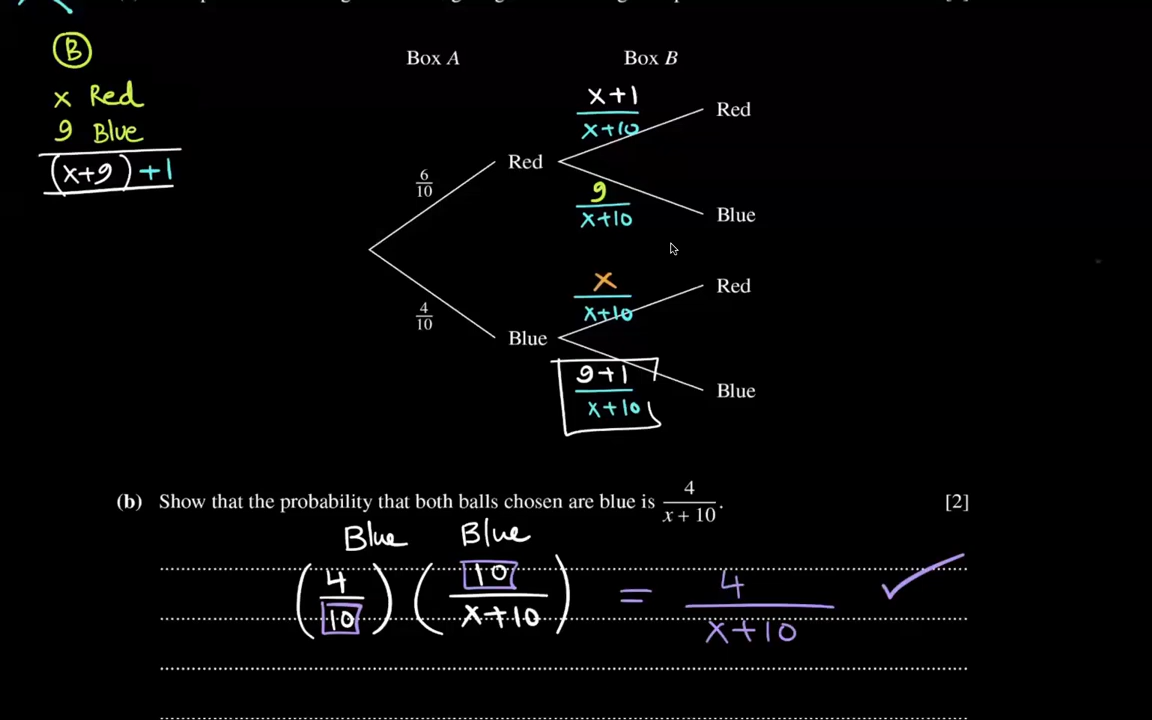 B
x Red
9 Blue
(x+9) +1
Box A
Box B
6/10
4/10
Red
Blue
x+1/x+10
9/x+10
x/x+10
9+1/x+10
Red
Blue
Red
Blue
(b) Show that the probability that both balls chosen are blue is 4/x + 10. [2]
Blue Blue
(4/10) (10/x+10) = 4/x+10 ✓